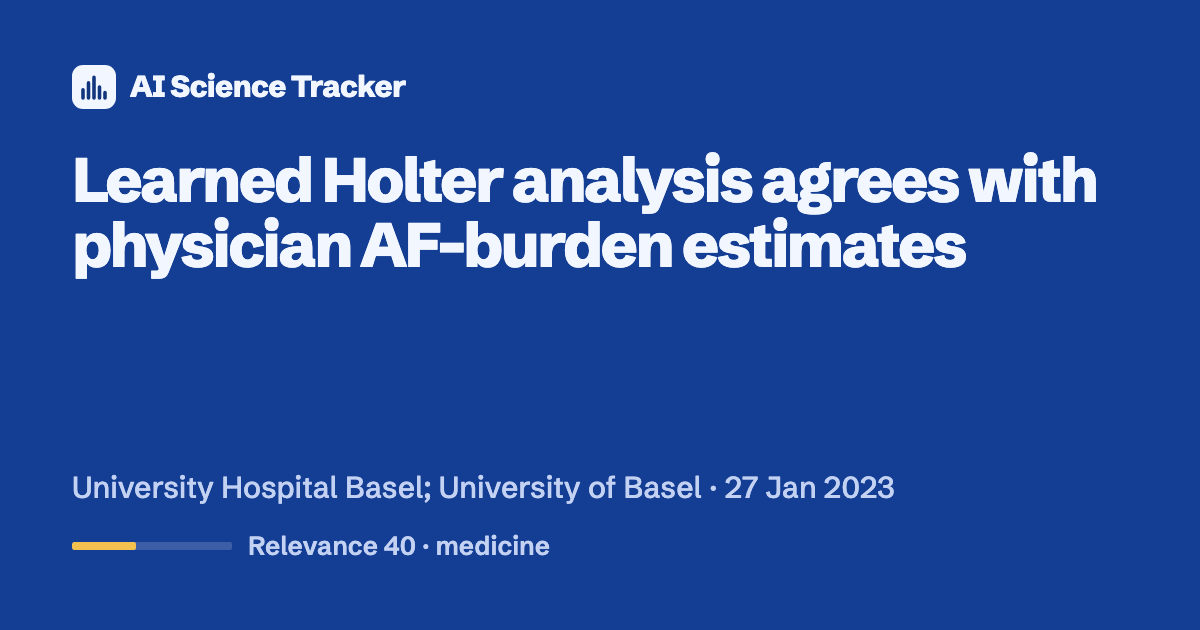 AI Science Tracker
Learned Holter analysis agrees with
physician AF-burden estimates
University Hospital Basel; University of Basel · 27 Jan 2023
Relevance 40 · medicine